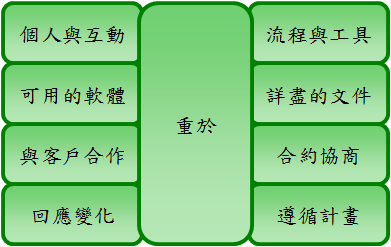 個人與互動
重於
流程與工具
可用的軟體
詳盡的文件
與客戶合作
合約協商
回應變化
遵循計畫